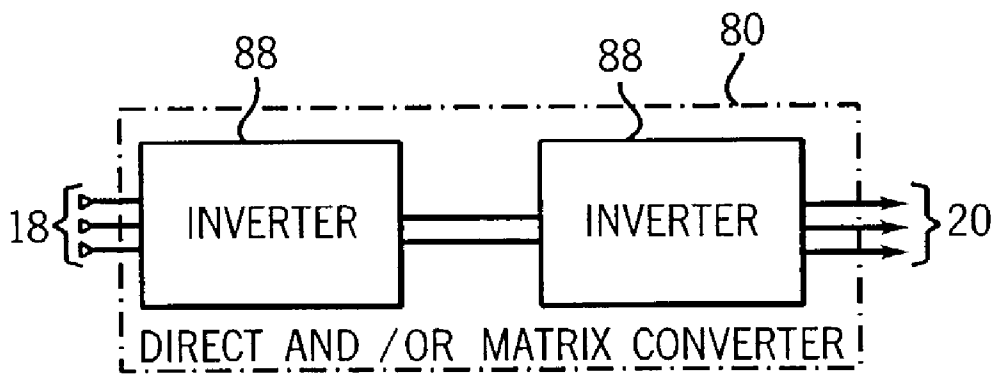 88
88
80
18
INVERTER
INVERTER
20
DIRECT AND /OR MATRIX CONVERTER